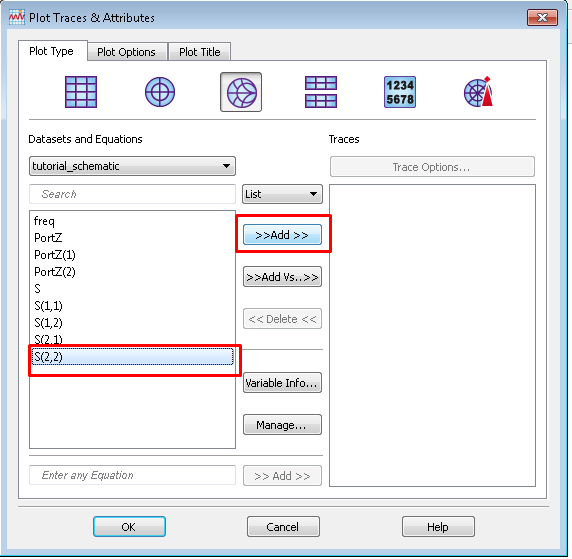 Plot Traces & Attributes
Plot Type
Plot Options
Plot Title
1234
5678
Datasets and Equations
Traces
tutorial_schematic
Trace Options...
Search
List
freq
PortZ
PortZ(1)
PortZ(2)
S
S(1,1)
S(1,2)
S(2,1)
S(2,2)
>>Add >>
>>Add Vs..>>
<< Delete <<
Variable Info...
Manage...
Enter any Equation
>> Add >>
OK
Cancel
Help